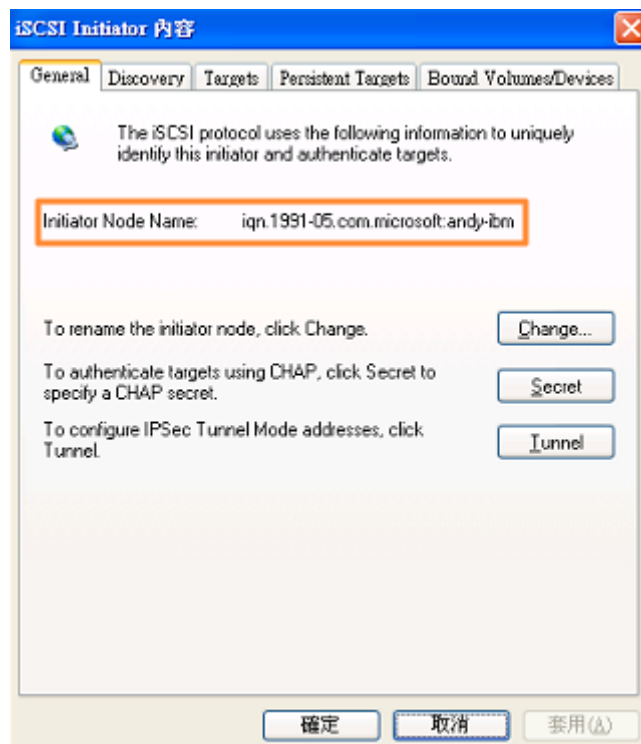 iSCSI Initiator 內容
General Discovery Targets Persistent Targets Bound Volumes/Devices
The iSCSI protocol uses the following information to uniquely
identify this initiator and authenticate targets.
Initiator Node Name: iqn.1991-05.com.microsoft:andy-ibm
To rename the initiator node, click Change.
Change...
To authenticate targets using CHAP, click Secret to
specify a CHAP secret.
Secret
To configure IPSec Tunnel Mode addresses, click
Tunnel.
Tunnel
確定 取消 套用(A)